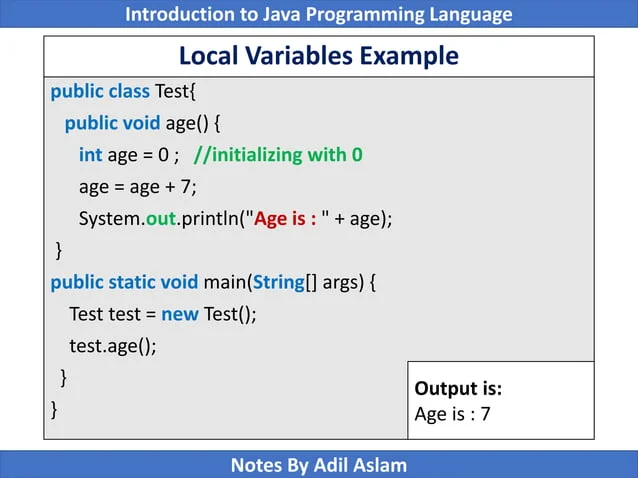 Introduction to Java Programming Language
Local Variables Example
public class Test{
public void age() {
int age = 0 ; //initializing with 0
age = age + 7;
System.out.println("Age is : " + age);
}
public static void main(String[] args) {
Test test = new Test();
test.age();
}
}
Output is:
Age is : 7
Notes By Adil Aslam